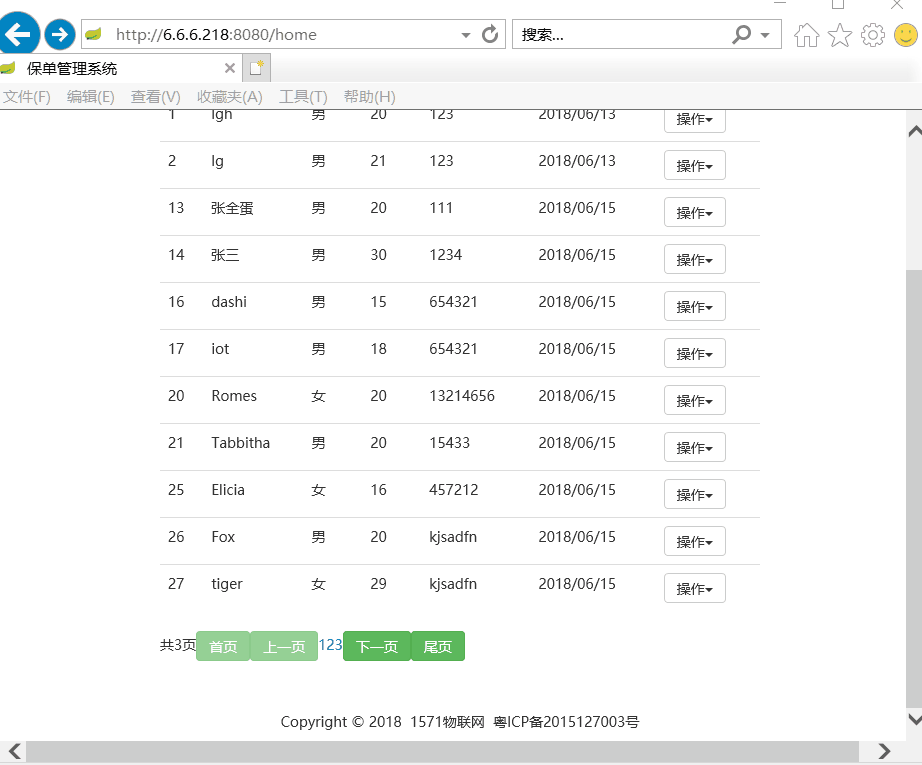 http://6.6.6.218:8080/home 搜索...
保单管理系统
文件(F) 编辑(E) 查看(V) 收藏夹(A) 工具(T) 帮助(H)
1 lgh 男 20 123 2018/06/13 操作
2 lg 男 21 123 2018/06/13 操作
13 张全蛋 男 20 111 2018/06/15 操作
14 张三 男 30 1234 2018/06/15 操作
16 dashi 男 15 654321 2018/06/15 操作
17 iot 男 18 654321 2018/06/15 操作
20 Romes 女 20 13214656 2018/06/15 操作
21 Tabbitha 男 20 15433 2018/06/15 操作
25 Elicia 女 16 457212 2018/06/15 操作
26 Fox 男 20 kjsadfn 2018/06/15 操作
27 tiger 女 29 kjsadfn 2018/06/15 操作
共3页 首页 上一页 123 下一页 尾页
Copyright © 2018 1571物联网 粤ICP备2015127003号